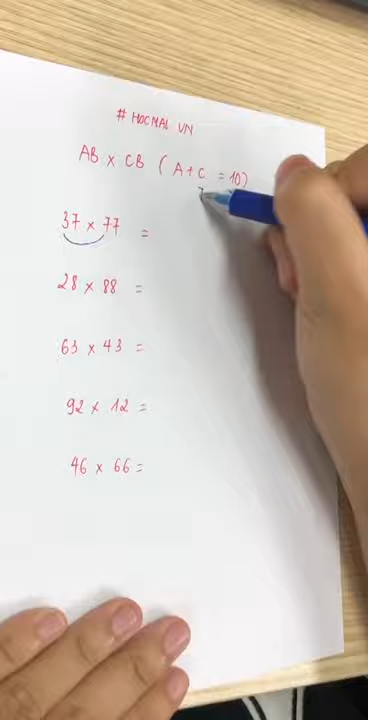 # HOCMAI VN
AB × CB ( A + C = 10)
37 × 77 =
28 × 88 =
63 × 43 =
92 × 12 =
46 × 66 =